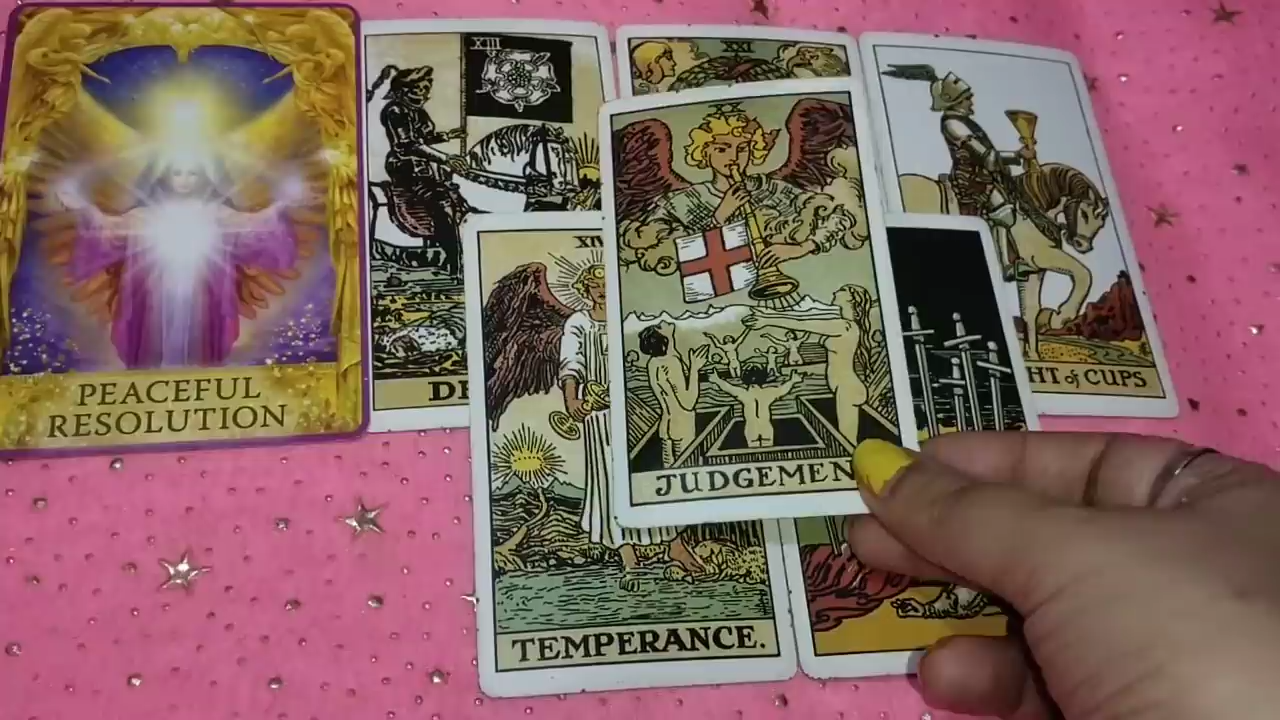 XIII
XXI
XX
XIV
PEACEFUL
RESOLUTION
DE
HT of CUPS
JUDGEMEN
TEMPERANCE.